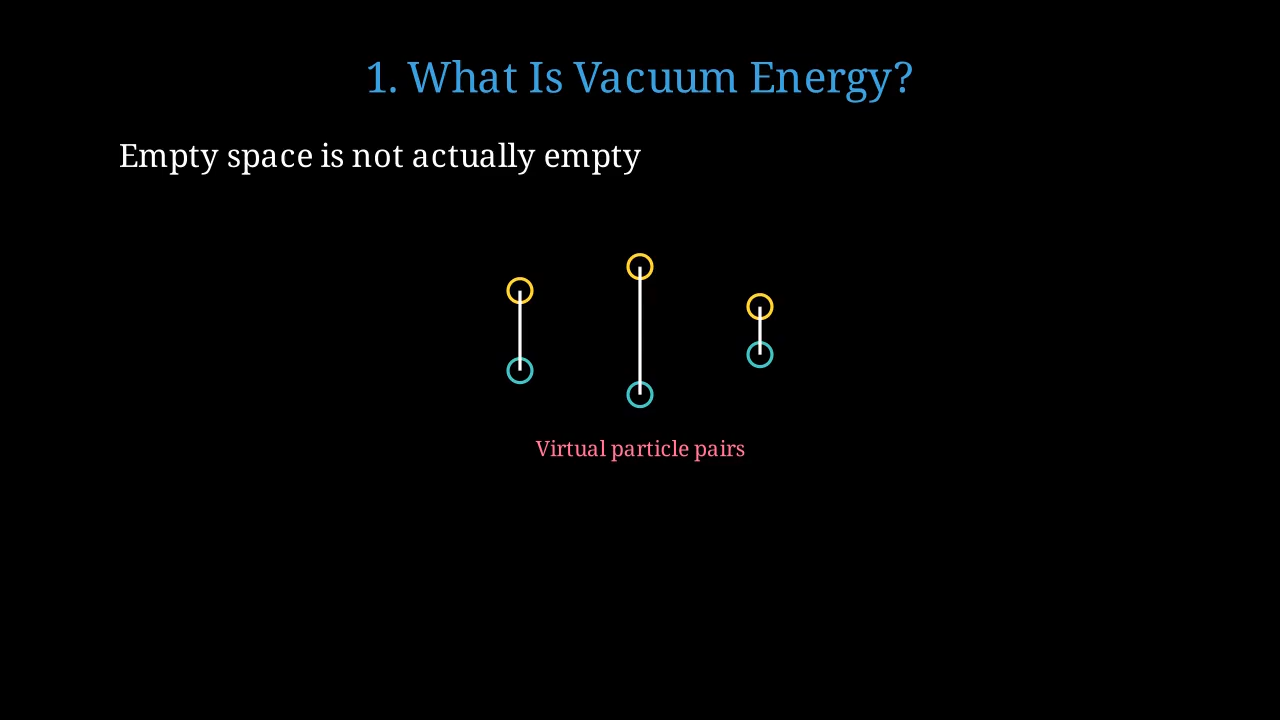 1. What Is Vacuum Energy?
Empty space is not actually empty
Virtual particle pairs